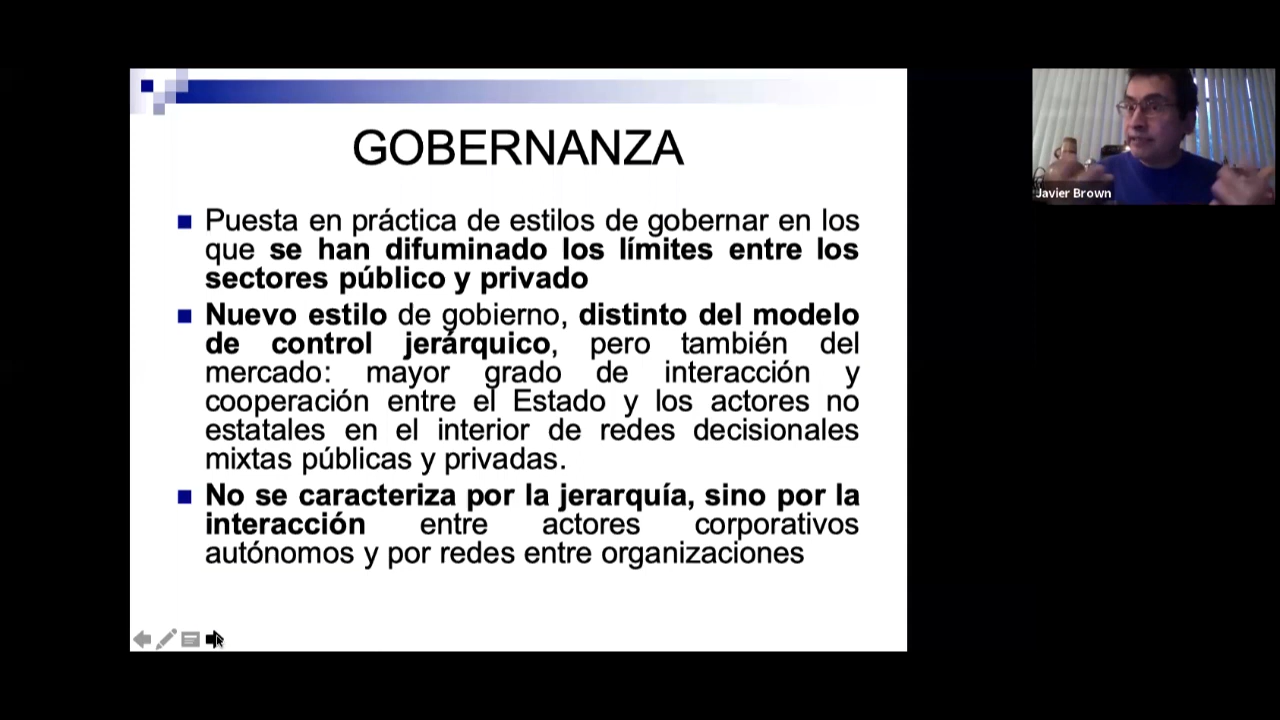 GOBERNANZA
Puesta en práctica de estilos de gobernar en los
que se han difuminado los límites entre los
sectores público y privado
Nuevo estilo de gobierno, distinto del modelo
de control jerárquico, pero también del
mercado: mayor grado de interacción y
cooperación entre el Estado y los actores no
estatales en el interior de redes decisionales
mixtas públicas y privadas.
No se caracteriza por la jerarquía, sino por la
interacción entre actores corporativos
autónomos y por redes entre organizaciones
Javier Brown